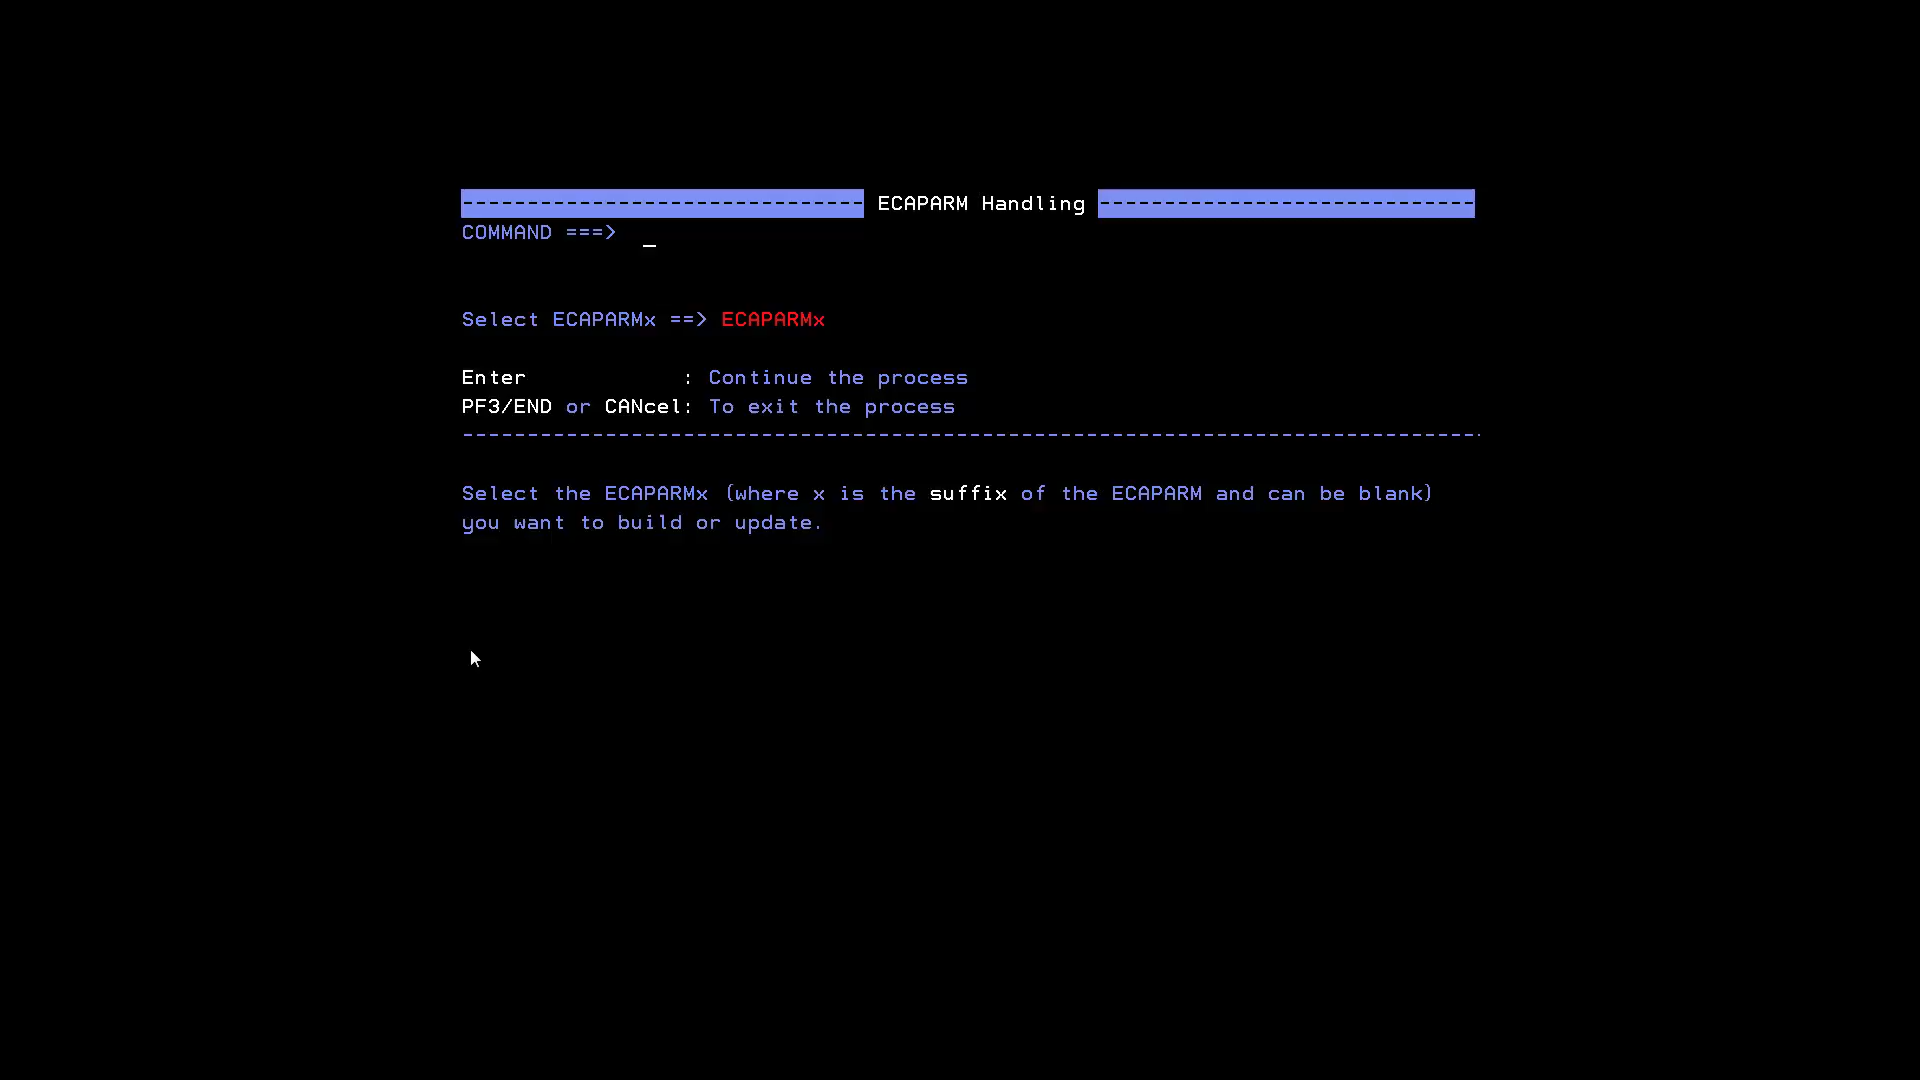 ------------------------------- ECAPARM Handling -----------------------------
COMMAND ===> _
Select ECAPARMx ==> ECAPARMx
Enter            : Continue the process
PF3/END or CANcel: To exit the process
-------------------------------------------------------------------------------
Select the ECAPARMx (where x is the suffix of the ECAPARM and can be blank)
you want to build or update.